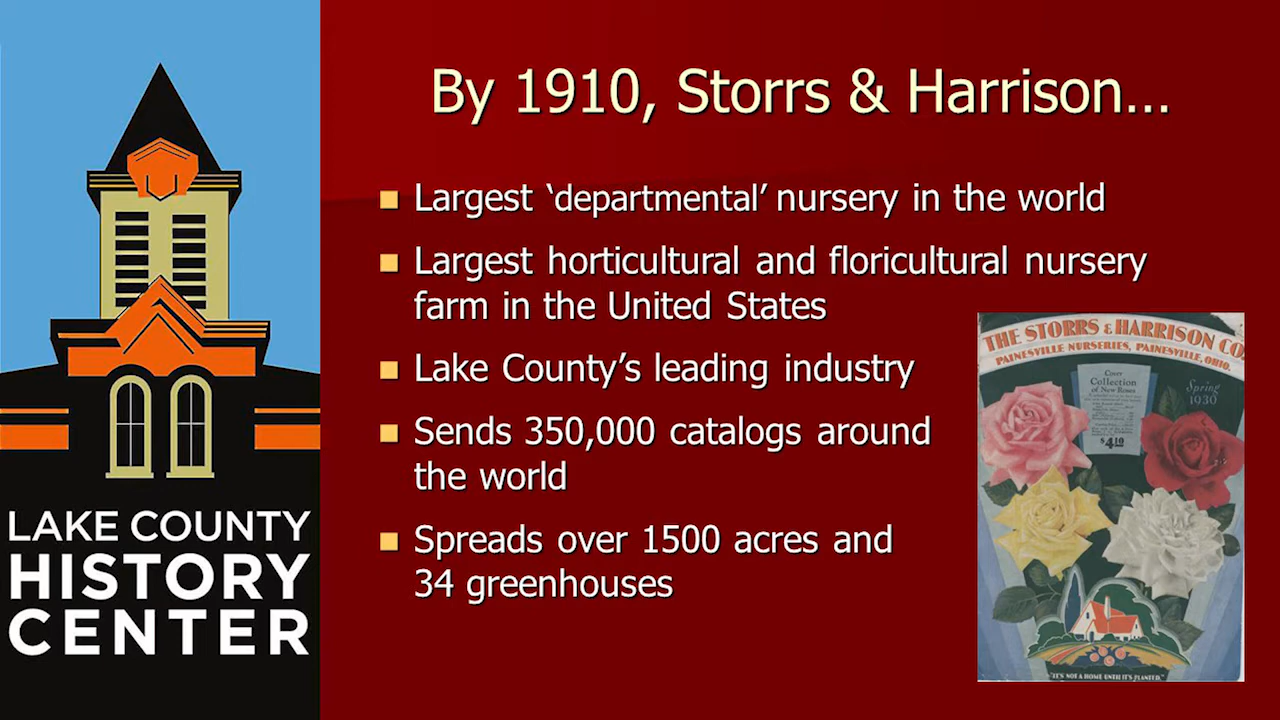 By 1910, Storrs & Harrison...
Largest ‘departmental’ nursery in the world
Largest horticultural and floricultural nursery
farm in the United States
Lake County’s leading industry
Sends 350,000 catalogs around
the world
Spreads over 1500 acres and
34 greenhouses
LAKE COUNTY
HISTORY
CENTER
THE STORRS & HARRISON CO.
PAINESVILLE NURSERIES, PAINESVILLE, OHIO.
Cover
Collection
of New Roses
$4.10
Spring
1930
"IT'S NOT A HOME UNTIL IT'S PLANTED."